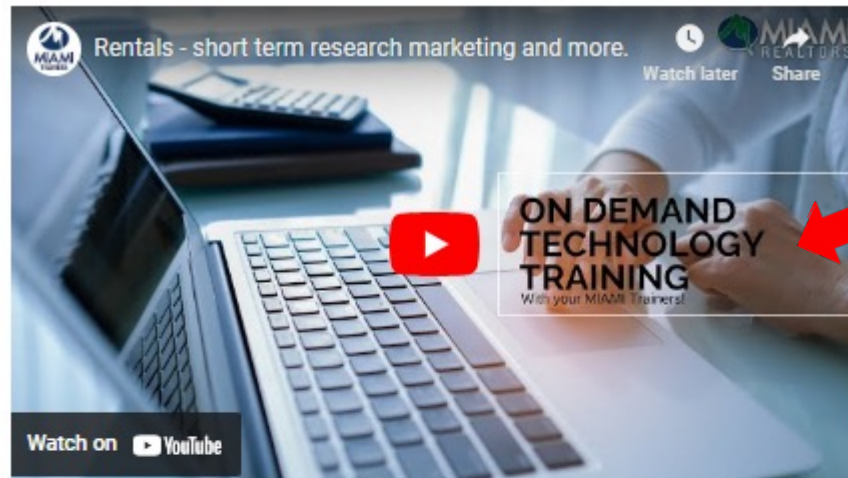 MIAMI
Rentals - short term research marketing and more.
Watch later
Share
MIAMI
REALTORS
ON DEMAND
TECHNOLOGY
TRAINING
With your MIAMI Trainers!
Watch on YouTube